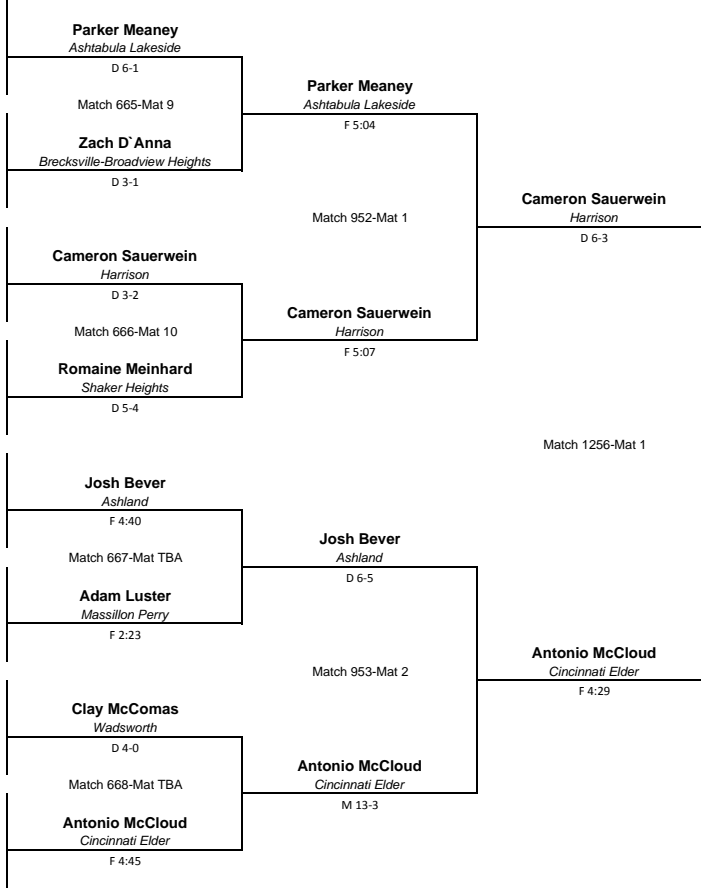 Parker Meaney
Ashtabula Lakeside
D 6-1
Match 665-Mat 9
Zach D`Anna
Brecksville-Broadview Heights
D 3-1
Parker Meaney
Ashtabula Lakeside
F 5:04
Match 952-Mat 1
Cameron Sauerwein
Harrison
D 6-3
Cameron Sauerwein
Harrison
D 3-2
Match 666-Mat 10
Romaine Meinhard
Shaker Heights
D 5-4
Cameron Sauerwein
Harrison
F 5:07
Match 1256-Mat 1
Josh Bever
Ashland
F 4:40
Match 667-Mat TBA
Adam Luster
Massillon Perry
F 2:23
Josh Bever
Ashland
D 6-5
Match 953-Mat 2
Antonio McCloud
Cincinnati Elder
F 4:29
Clay McComas
Wadsworth
D 4-0
Match 668-Mat TBA
Antonio McCloud
Cincinnati Elder
F 4:45
Antonio McCloud
Cincinnati Elder
M 13-3